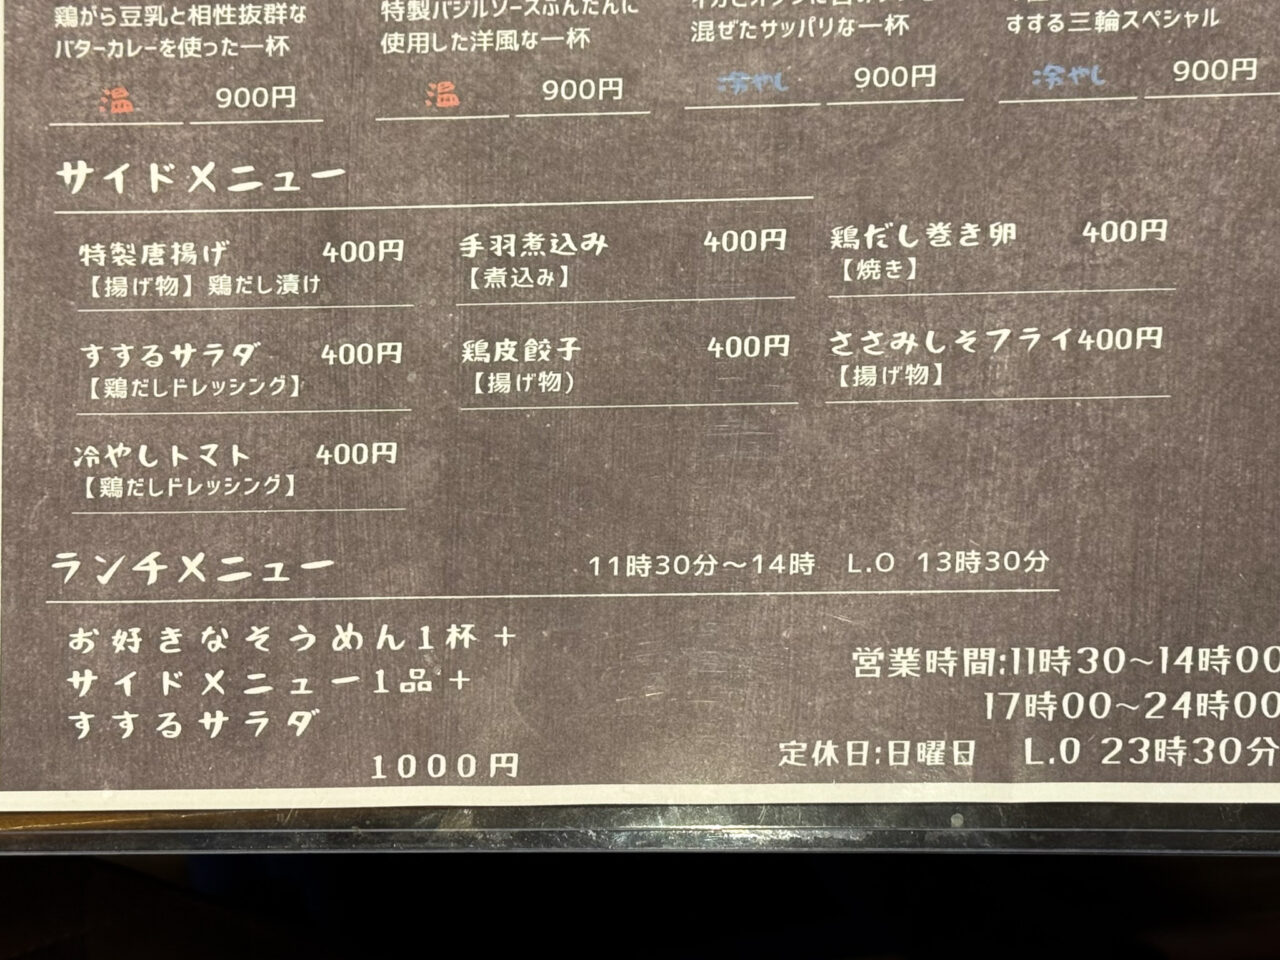 鶏がら豆乳と相性抜群な
バターカレーを使った一杯
温 900円
特製バジルソースふんだんに
使用した洋風な一杯
温 900円
混ぜたサッパリな一杯
冷やし 900円
すする三輪スペシャル
冷やし 900円
サイドメニュー
特製唐揚げ 400円
【揚げ物】鶏だし漬け
手羽煮込み 400円
【煮込み】
鶏だし巻き卵 400円
【焼き】
すするサラダ 400円
【鶏だしドレッシング】
鶏皮餃子 400円
【揚げ物）
ささみしそフライ400円
【揚げ物】
冷やしトマト 400円
【鶏だしドレッシング】
ランチメニュー 11時30分～14時 L.O 13時30分
お好きなそうめん1杯＋
サイドメニュー1品＋
すするサラダ
1000円
営業時間:11時30~14時00
17時00~24時00
定休日:日曜日 L.O 23時30分